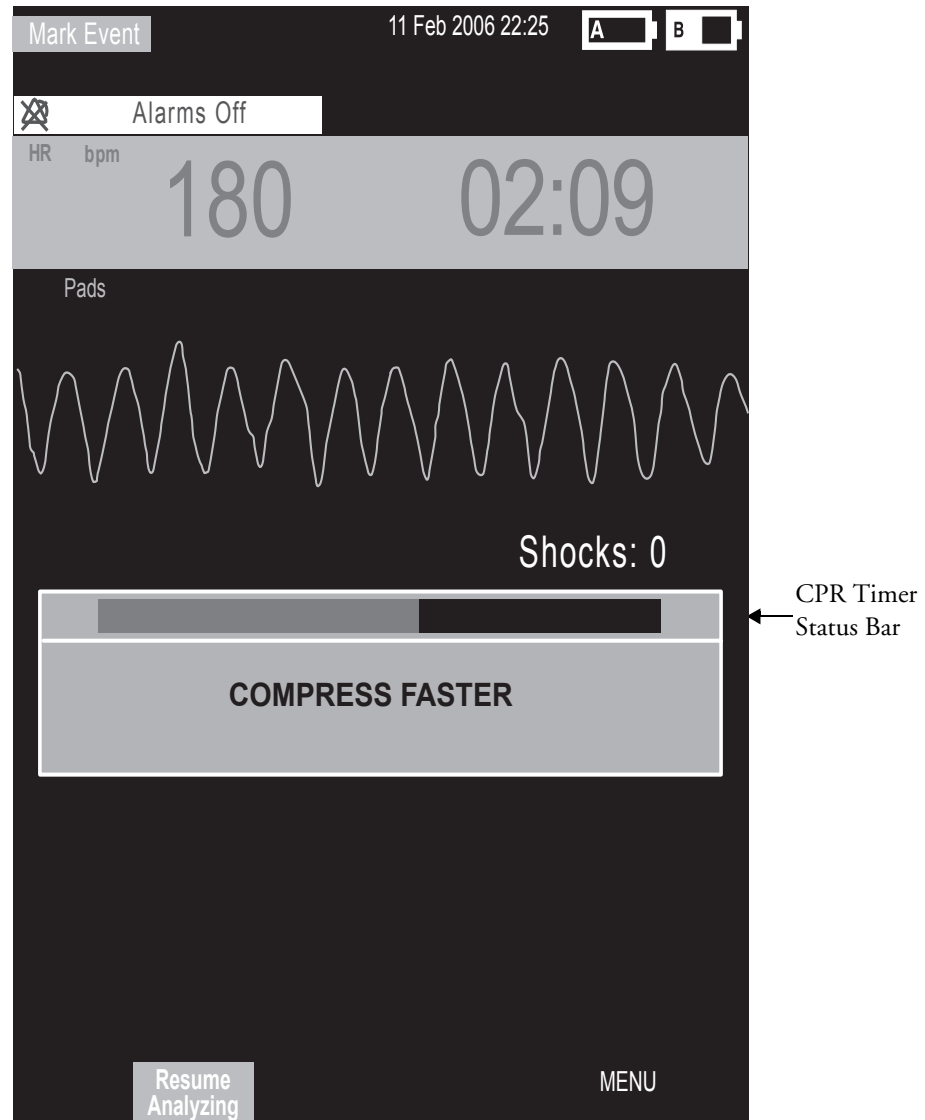 Mark Event
11 Feb 2006 22:25
A
B
Alarms Off
HR bpm
180
02:09
Pads
Shocks: 0
CPR Timer
Status Bar
COMPRESS FASTER
Resume
Analyzing
MENU